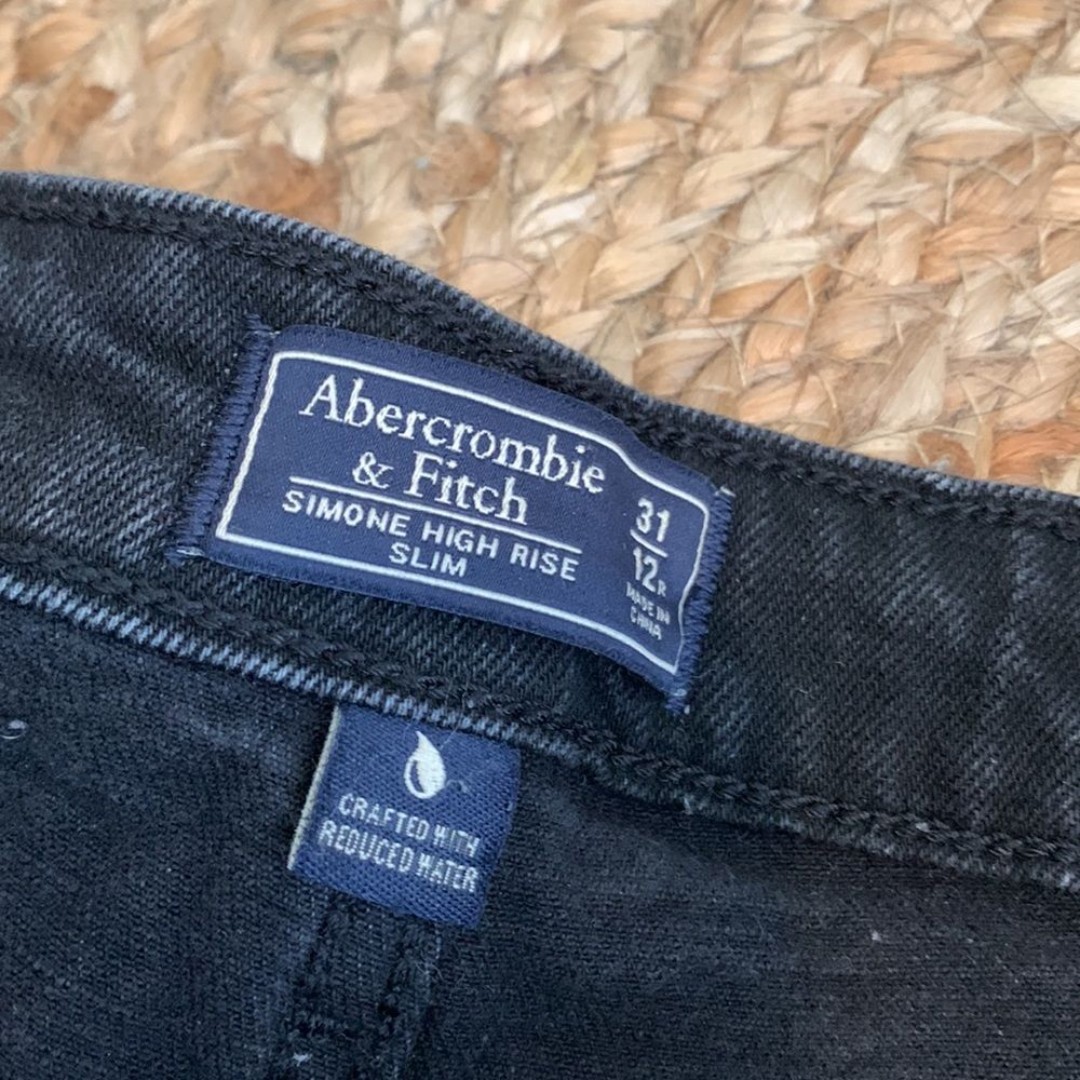 Abercrombie
& Fitch
SIMONE HIGH RISE
SLIM
31
12R
MADE IN
CHINA
CRAFTED WITH
REDUCED WATER